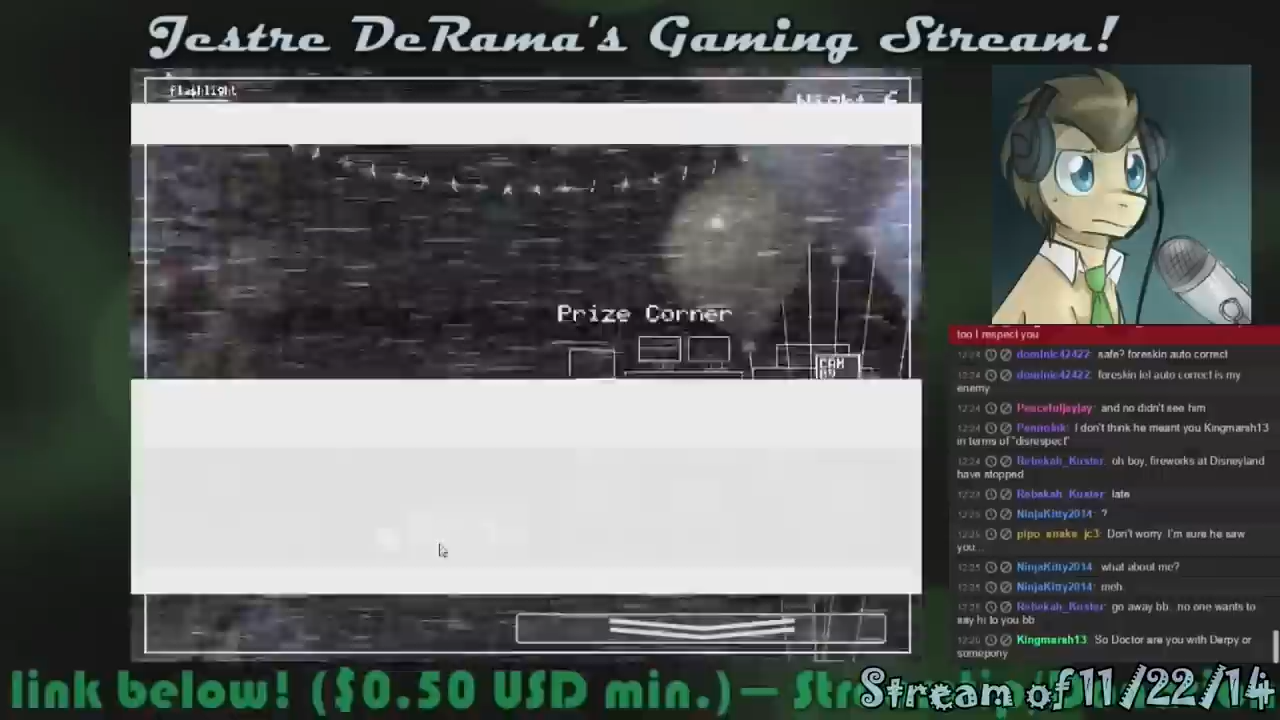 Jestre DeRama's Gaming Stream!
flashlight
Night 6
Prize Corner
CAM
too I respect you
12:24 dominic42422: safe? foreskin auto correct
12:24 dominic42422: foreskin lol auto correct is my
enemy
12:24 Peacefuljayjay: and no didn't see him
12:24 PennoInk: I don't think he meant you Kingmarsh13
in terms of "disrespect"
12:24 Rebekah_Kuster: oh boy, fireworks at Disneyland
have stopped
Rebekah_Kuster: late
12:25 NinjaKitty2014: ?
12:25 pipo_snake_jc3: Don't worry. I'm sure he saw
you...
12:25 NinjaKitty2014: what about me?
12:25 NinjaKitty2014: meh.
Rebekah_Kuster: go away bb. no one wants to
say hi to you bb
Kingmarsh13: So Doctor are you with Derpy or
somepony
link below! ($0.50 USD min.) — Str
Stream of 11/22/14